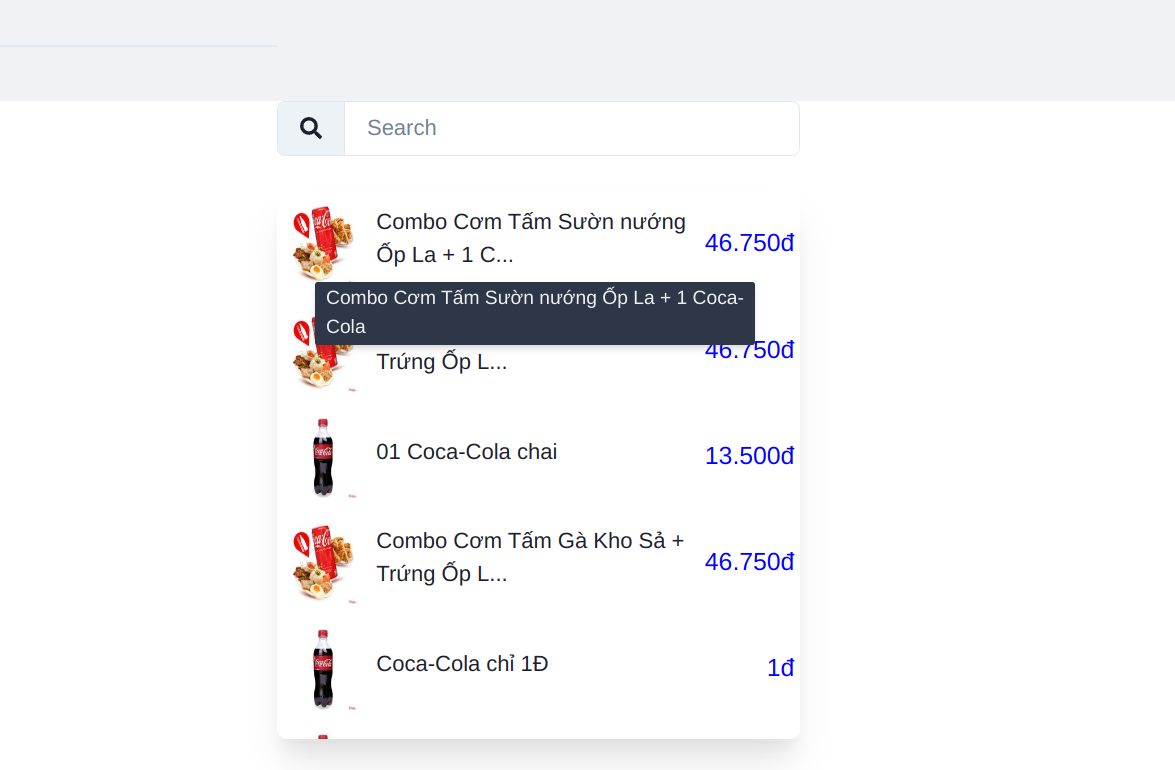 Search
Combo Cơm Tấm Sườn nướng
Ốp La + 1 C...
46.750đ
Combo Cơm Tấm Sườn nướng Ốp La + 1 Coca-
Cola
Trứng Ốp L...
46.750đ
01 Coca-Cola chai
13.500đ
Combo Cơm Tấm Gà Kho Sả +
Trứng Ốp L...
46.750đ
Coca-Cola chỉ 1Đ
1đ